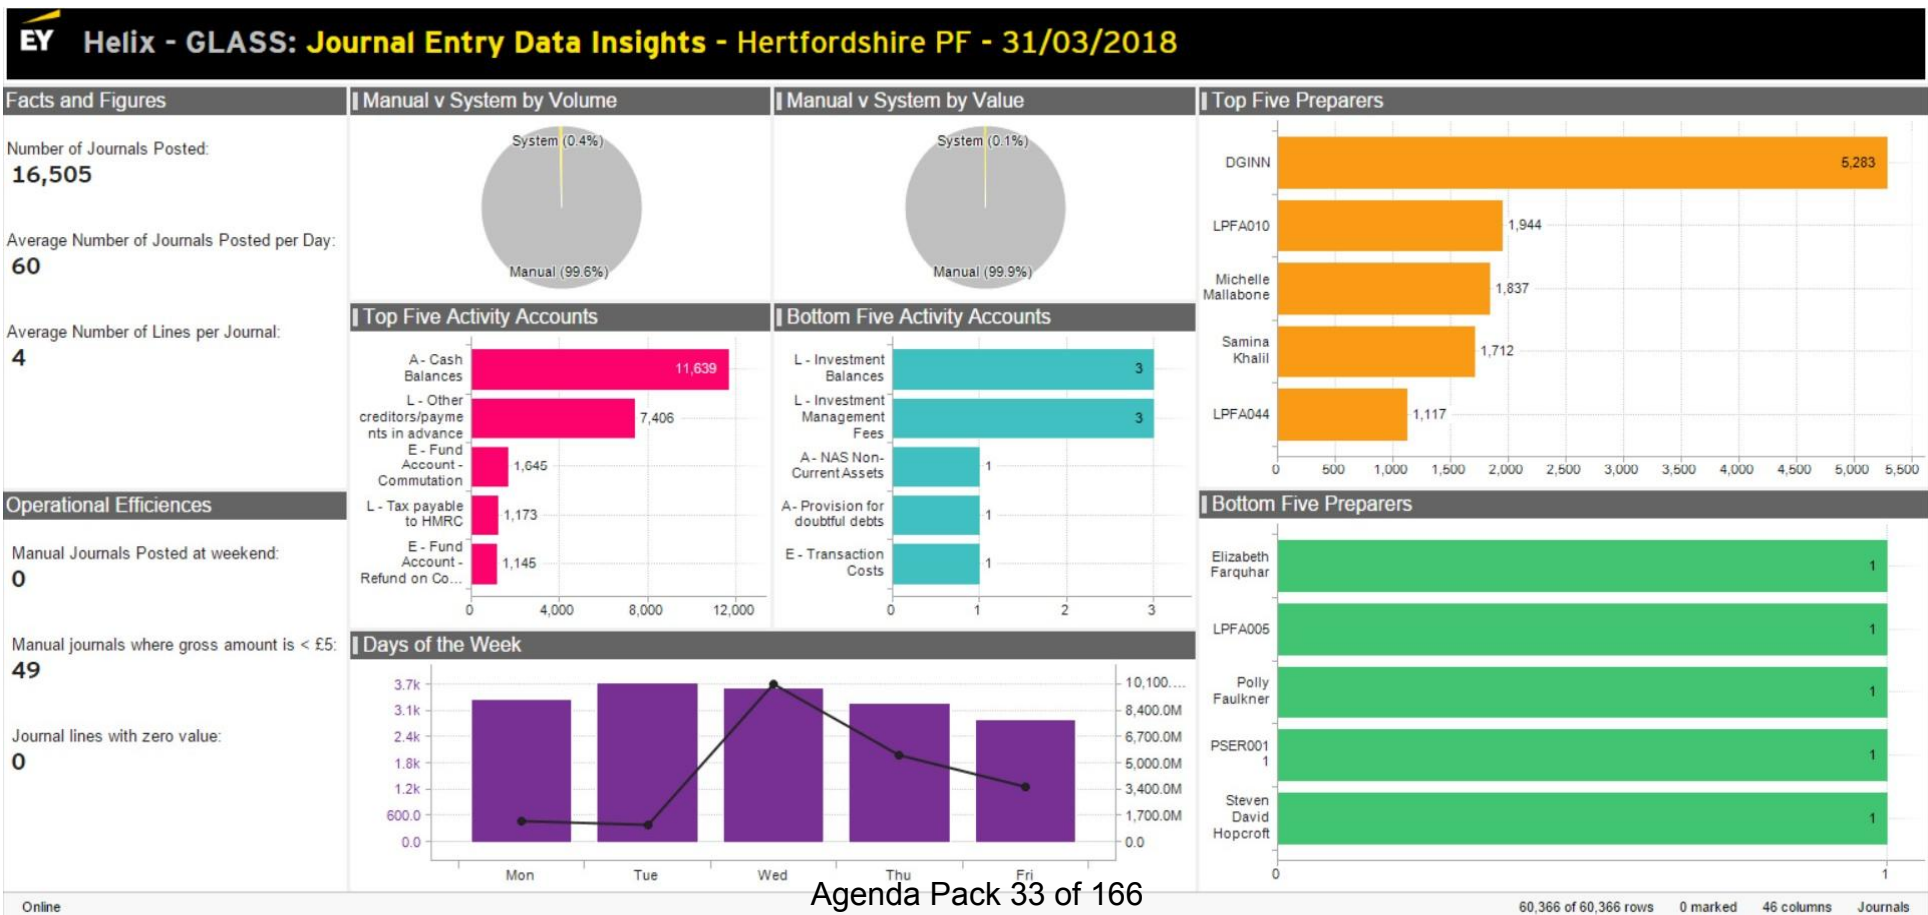 EY Helix - GLASS: Journal Entry Data Insights - Hertfordshire PF - 31/03/2018
Facts and Figures
Number of Journals Posted:
16,505
Average Number of Journals Posted per Day:
60
Average Number of Lines per Journal:
4
Operational Efficiences
Manual Journals Posted at weekend:
0
Manual journals where gross amount is < £5:
49
Journal lines with zero value:
0
Manual v System by Volume
System (0.4%)
Manual (99.6%)
Manual v System by Value
System (0.1%)
Manual (99.9%)
Top Five Activity Accounts
A - Cash
Balances
11,639
L - Other
creditors/payme
nts in advance
7,406
E - Fund
Account -
Commutation
1,645
L - Tax payable
to HMRC
1,173
E - Fund
Account -
Refund on Co...
1,145
0 4,000 8,000 12,000
Bottom Five Activity Accounts
L - Investment
Balances
3
L - Investment
Management
Fees
3
A - NAS Non-
Current Assets
1
A - Provision for
doubtful debts
1
E - Transaction
Costs
1
0 1 2 3
Days of the Week
3.7k
3.1k
2.4k
1.8k
1.2k
600.0
0.0
10,100....
8,400.0M
6,700.0M
5,000.0M
3,400.0M
1,700.0M
0.0
Mon Tue Wed Thu Fri
Top Five Preparers
DGINN
5,283
LPFA010
1,944
Michelle
Mallabone
1,837
Samina
Khalil
1,712
LPFA044
1,117
0 500 1,000 1,500 2,000 2,500 3,000 3,500 4,000 4,500 5,000 5,500
Bottom Five Preparers
Elizabeth
Farquhar
1
LPFA005
1
Polly
Faulkner
1
PSER001
1
1
Steven
David
Hopcroft
1
0 1
Agenda Pack 33 of 166
Online
60,366 of 60,366 rows 0 marked 46 columns Journals